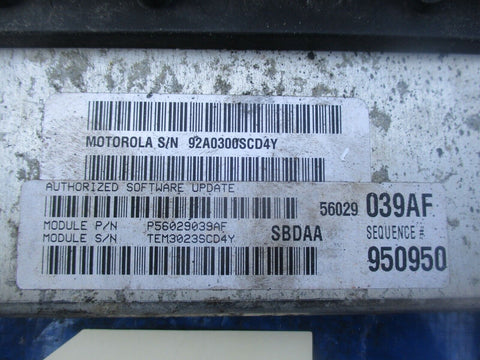 MOTOROLA S/N 92A0300SCD4Y
AUTHORIZED SOFTWARE UPDATE
56029 039AF
MODULE P/N P56029039AF
MODULE S/N TEM3023SCD4Y
SBDAA
SEQUENCE #
950950